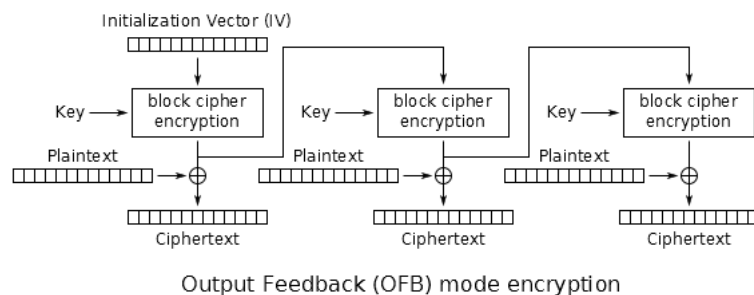 Initialization Vector (IV)
Key
block cipher
encryption
Key
block cipher
encryption
Key
block cipher
encryption
Plaintext
Plaintext
Plaintext
Ciphertext
Ciphertext
Ciphertext
Output Feedback (OFB) mode encryption